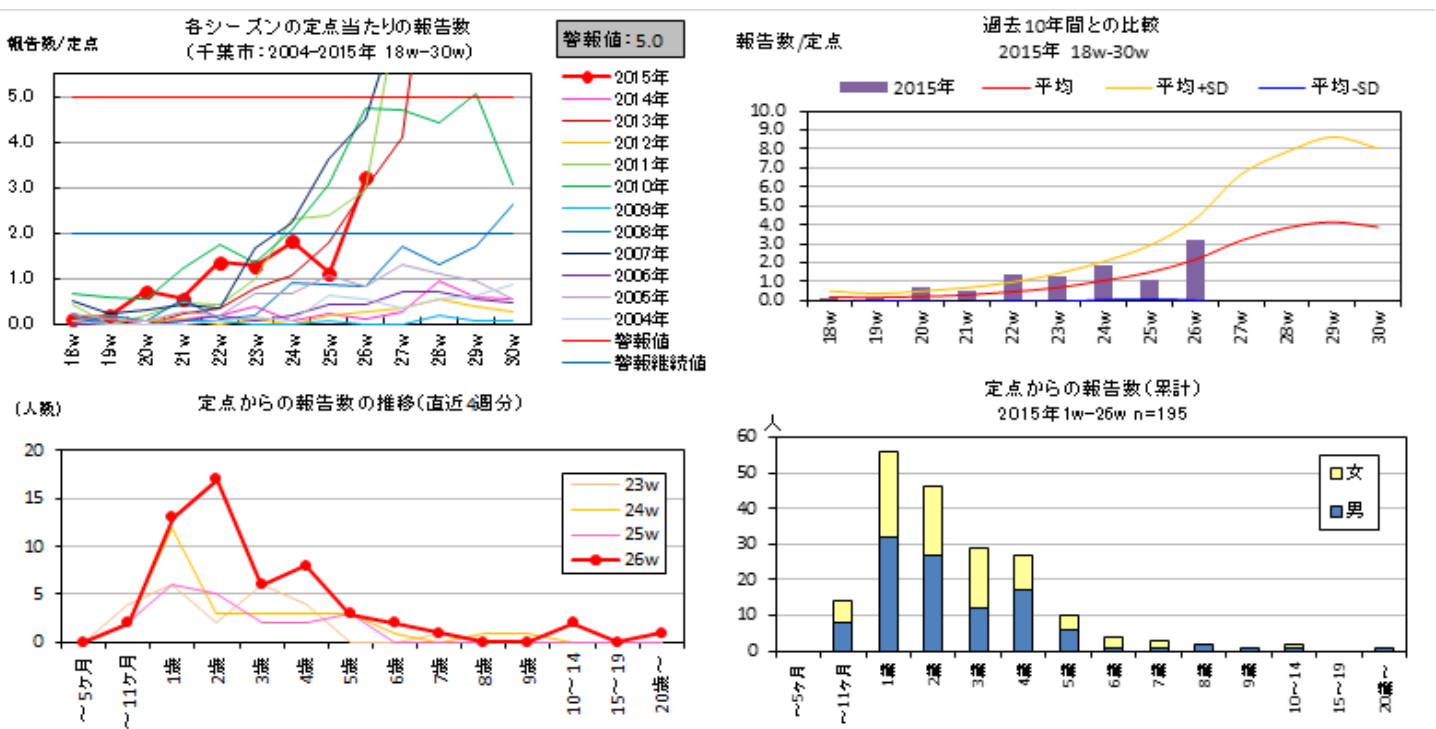 各シーズンの定点当たりの報告数
報告数/定点
(千葉市:2004-2015年 18w-30w)
警報値:5.0
5.0
4.0
3.0
2.0
1.0
0.0
18w
19w
20w
21w
22w
23w
24w
25w
26w
27w
28w
29w
30w
2015年
2014年
2013年
2012年
2011年
2010年
2009年
2008年
2007年
2006年
2005年
2004年
警報値
警報継続値
過去10年間との比較
報告数/定点
2015年 18w-30w
2015年
平均
平均+SD
平均-SD
10.0
9.0
8.0
7.0
6.0
5.0
4.0
3.0
2.0
1.0
0.0
18w
19w
20w
21w
22w
23w
24w
25w
26w
27w
28w
29w
30w
定点からの報告数の推移(直近4週分)
(人数)
20
15
10
5
0
23w
24w
25w
26w
～5ヶ月
～11ヶ月
1歳
2歳
3歳
4歳
5歳
6歳
7歳
8歳
9歳
10～14
15～19
20歳～
定点からの報告数(累計)
2015年1w-26w n=195
人
60
50
40
30
20
10
0
女
男
～5ヶ月
～11ヶ月
1歳
2歳
3歳
4歳
5歳
6歳
7歳
8歳
9歳
10～14
15～19
20歳～